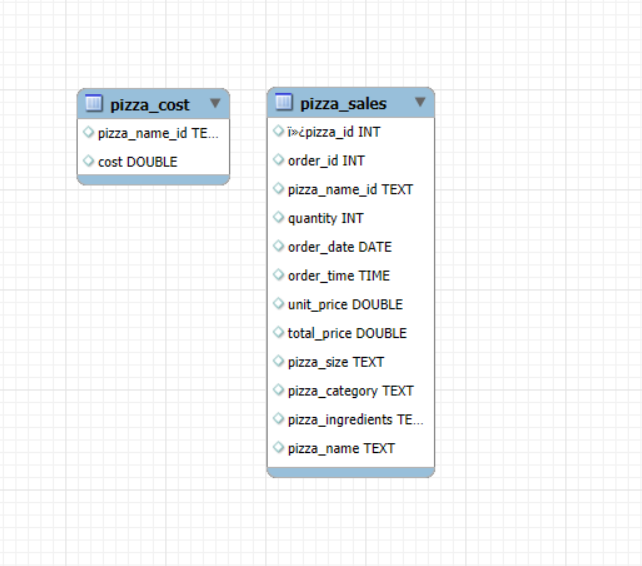 pizza_cost
pizza_name_id TE...
cost DOUBLE
pizza_sales
ï»¿pizza_id INT
order_id INT
pizza_name_id TEXT
quantity INT
order_date DATE
order_time TIME
unit_price DOUBLE
total_price DOUBLE
pizza_size TEXT
pizza_category TEXT
pizza_ingredients TE...
pizza_name TEXT